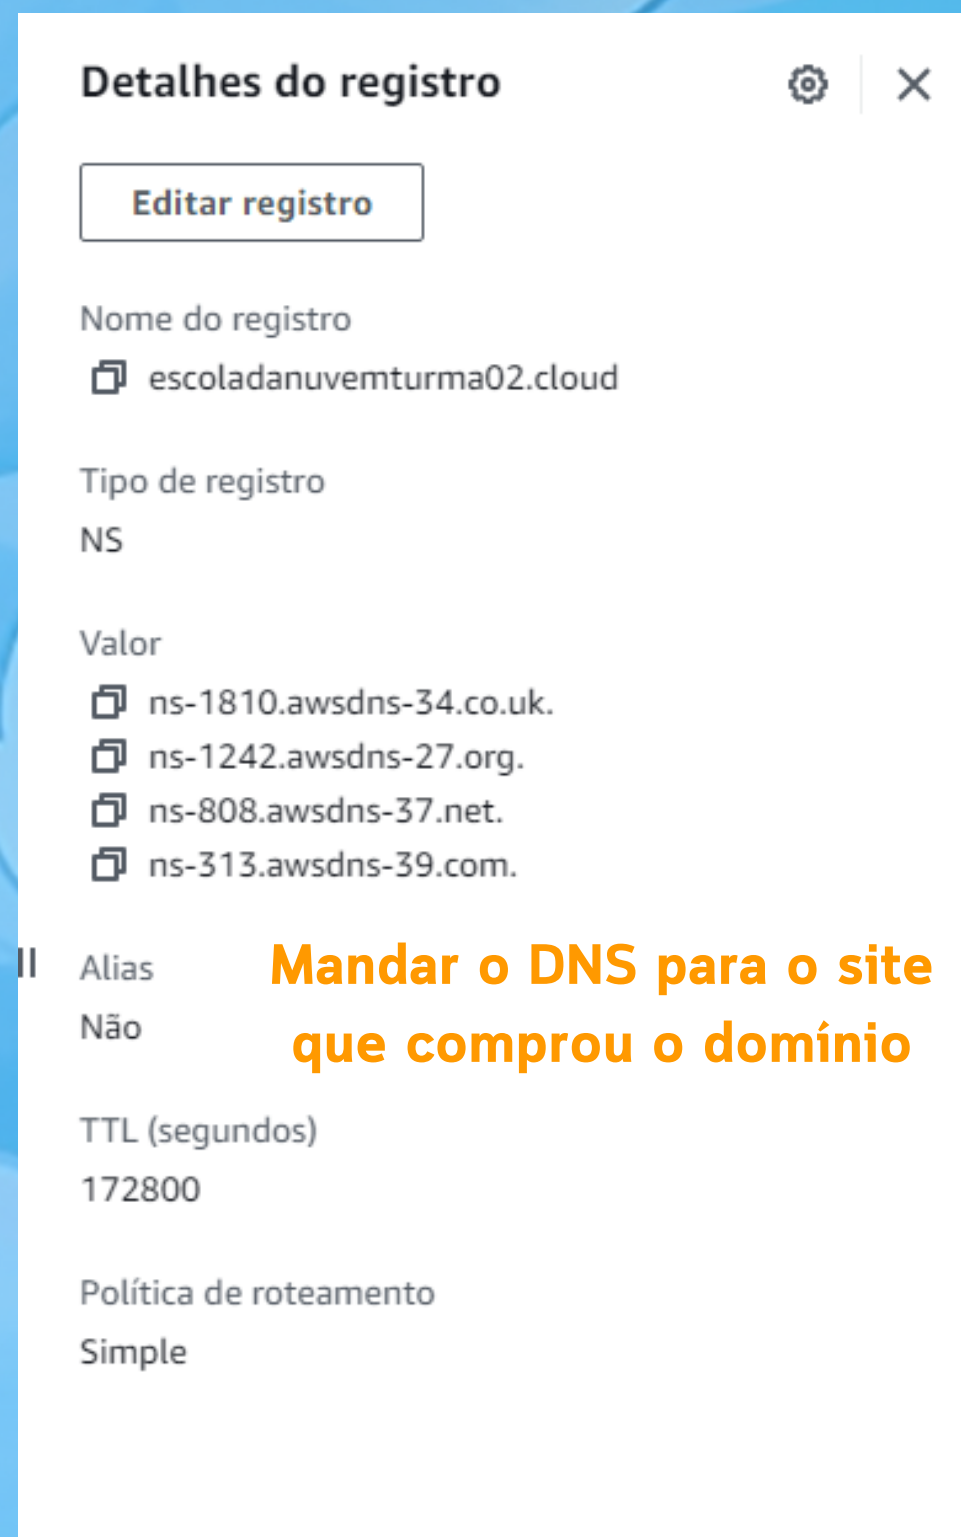 Detalhes do registro
Editar registro
Nome do registro
escoladanuvemturma02.cloud
Tipo de registro
NS
Valor
ns-1810.awsdns-34.co.uk.
ns-1242.awsdns-27.org.
ns-808.awsdns-37.net.
ns-313.awsdns-39.com.
Alias
Não
Mandar o DNS para o site
que comprou o domínio
TTL (segundos)
172800
Política de roteamento
Simple